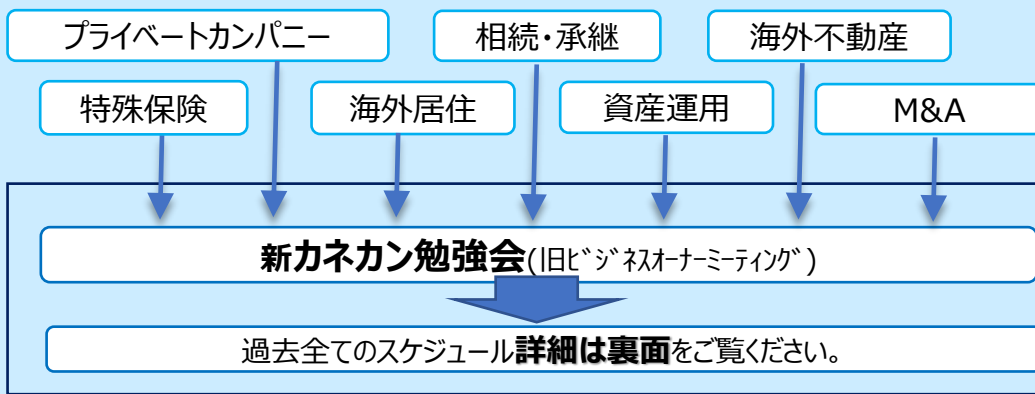 プライベートカンパニー
相続・承継
海外不動産
特殊保険
海外居住
資産運用
M&A
新カネカン勉強会(旧ﾋﾞｼﾞﾈｽｵｰﾅｰﾐｰﾃｨﾝｸﾞ)
過去全てのスケジュール詳細は裏面をご覧ください。